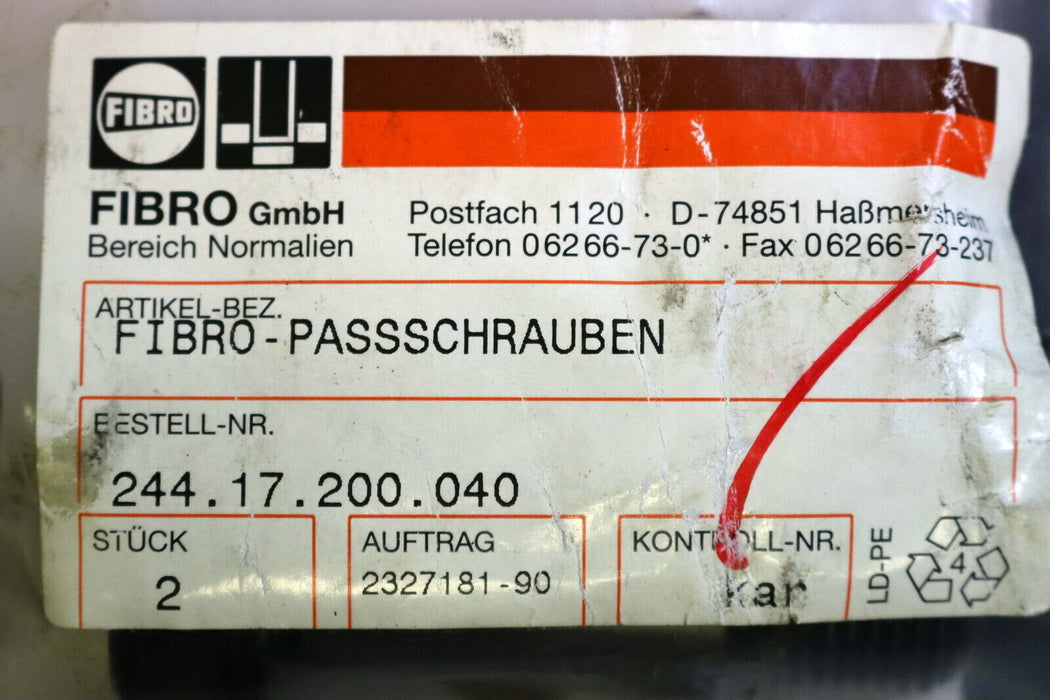 FIBRO
FIBRO GmbH
Bereich Normalien
Postfach 1120 · D-74851 Haßmersheim
Telefon 06266-73-0* · Fax 06266-73-237
ARTIKEL-BEZ.
FIBRO-PASSSCHRAUBEN
BESTELL-NR.
244.17.200.040
STÜCK
2
AUFTRAG
2327181-90
KONTROLL-NR.
kar
LD-PE
4